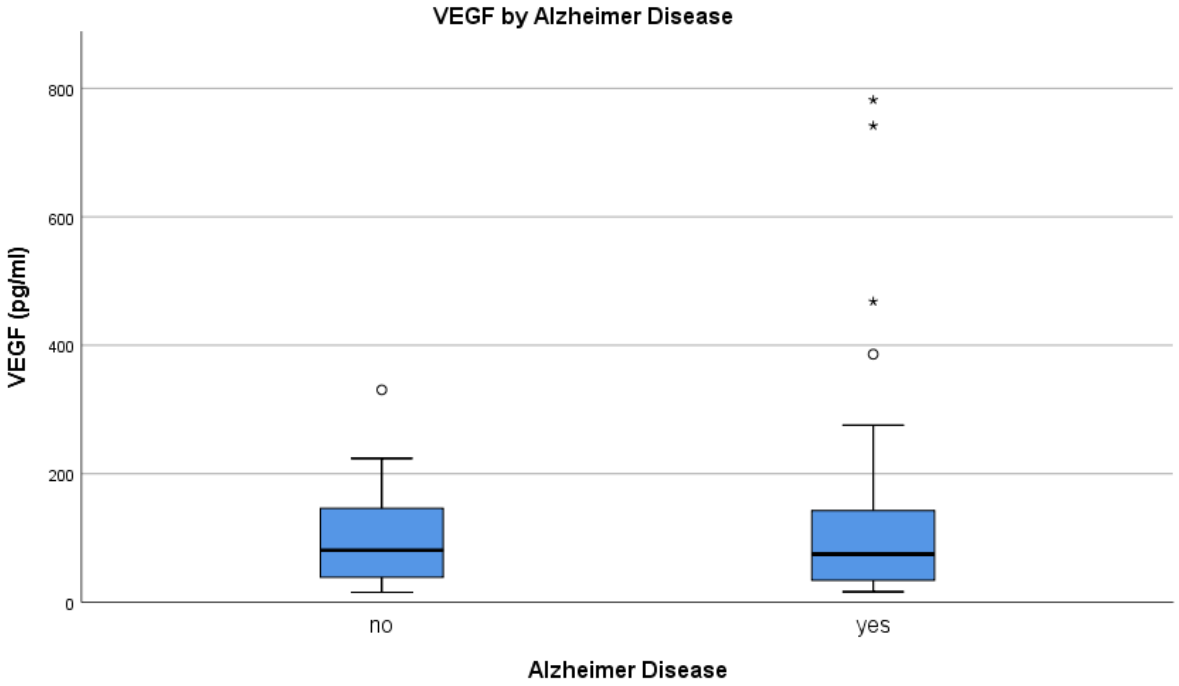 VEGF by Alzheimer Disease
800
600
400
200
0
VEGF (pg/ml)
no
yes
Alzheimer Disease